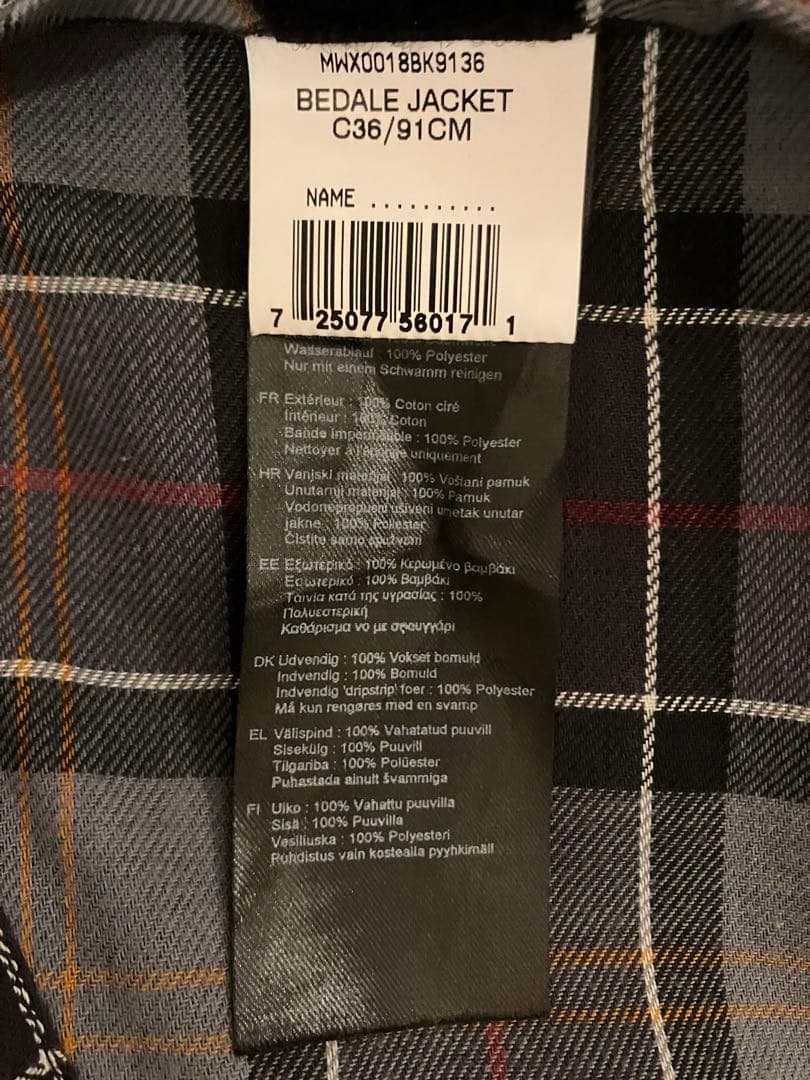 MWX0018BK9136
BEDALE JACKET
C36/91CM
NAME ..........
7 25077 56017 1
Wasserablauf : 100% Polyester
Nur mit einem Schwamm reinigen
FR Extérieur : 100% Coton ciré
Intérieur : 100% Coton
Bande imperméable : 100% Polyester
Nettoyer à l'éponge uniquement
HR Vanjski materijal : 100% Voštani pamuk
Unutarnji materijal : 100% Pamuk
Vodonepropusni ušiveni umetak unutar
jakne : 100% Poliester
Čistite samo spužvom
EE Εξωτερικό : 100% Κερωμένο βαμβάκι
Εσωτερικό : 100% Βαμβάκι
Ταινία κατά της υγρασίας : 100%
Πολυεστερική
Καθάρισμα νο με σφουγγάρι
DK Udvendig : 100% Vokset bomuld
Indvendig : 100% Bomuld
Indvendig 'dripstrip' foer : 100% Polyester
Må kun rengøres med en svamp
EL Välispind : 100% Vahatatud puuvill
Sisekülg : 100% Puuvill
Tilgariba : 100% Polüester
Puhastada ainult švammiga
FI Ulko : 100% Vahattu puuvilla
Sisä : 100% Puuvilla
Vesiliuska : 100% Polyesteri
Puhdistus vain kostealla pyyhkimäll